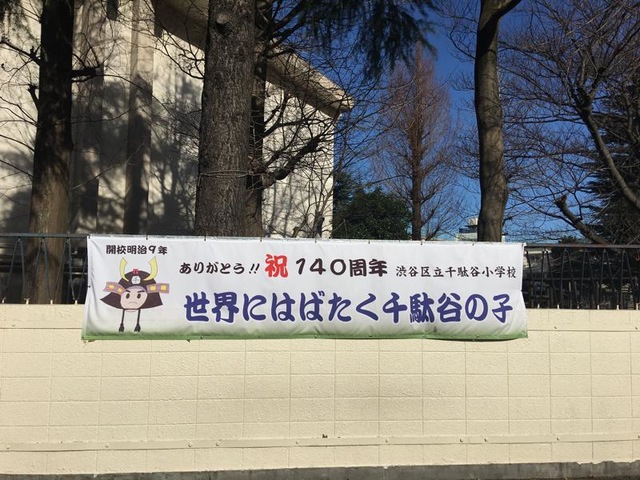 開校明治9年
ありがとう!! 祝 140周年 渋谷区立千駄谷小学校
世界にはばたく千駄谷の子